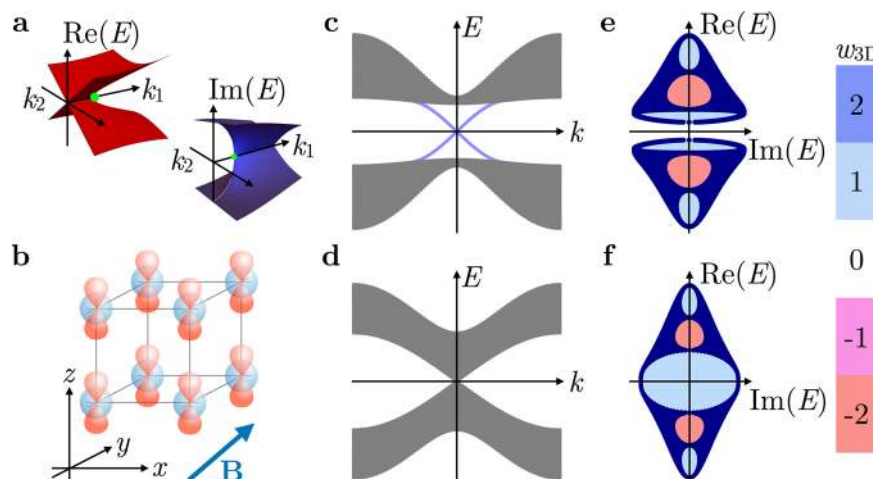 a
Re(E)
k₂
k₁
Im(E)
k₂
k₁
b
z
y
x
B
c
E
k
d
E
k
e
Re(E)
Im(E)
f
Re(E)
Im(E)
w₃D
2
1
0
-1
-2